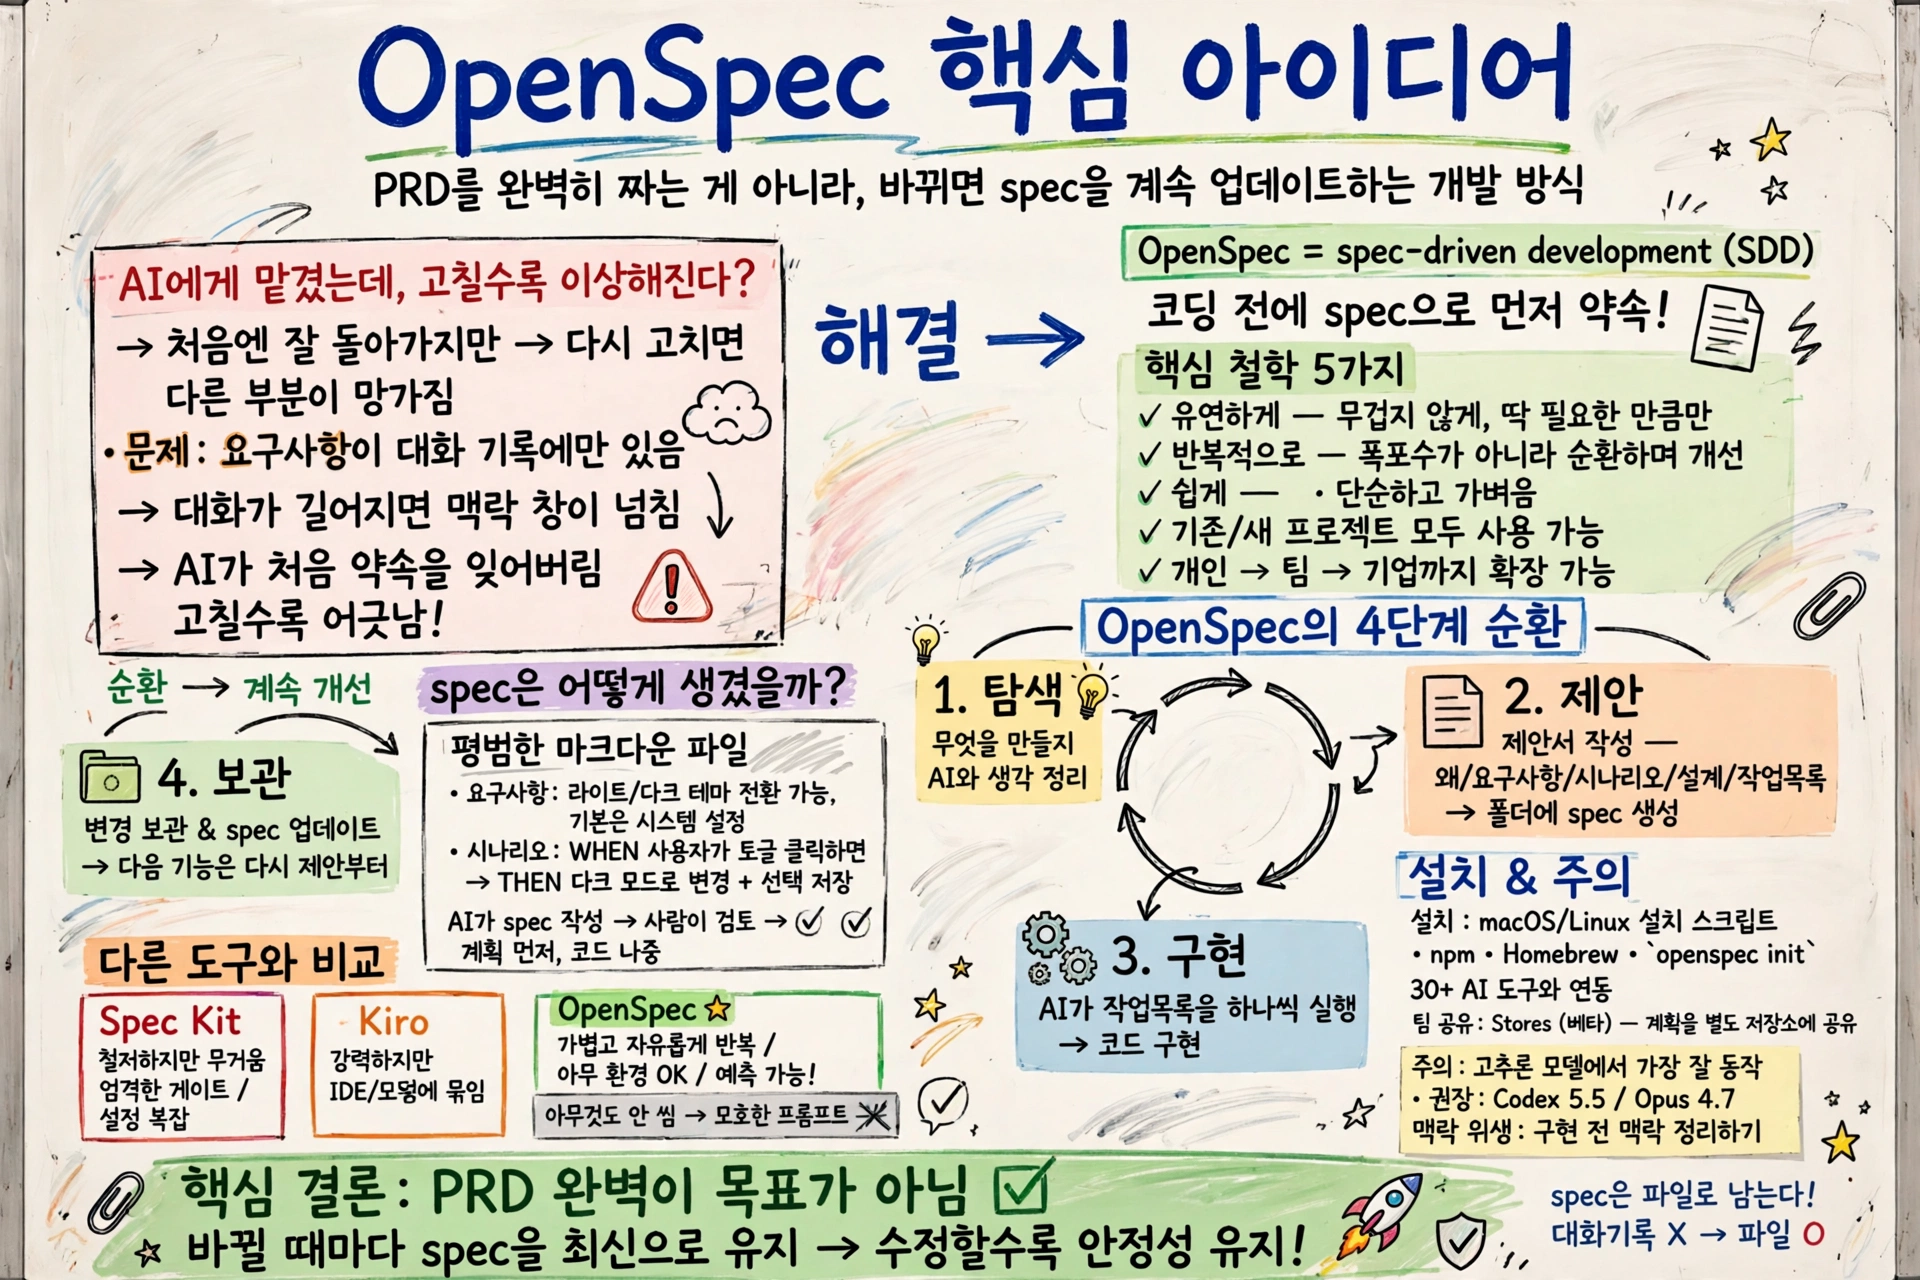 OpenSpec 핵심 아이디어
PRD를 완벽히 짜는 게 아니라, 바뀌면 spec을 계속 업데이트하는 개발 방식
AI에게 맡겼는데, 고칠수록 이상해진다?
→ 처음엔 잘 돌아가지만 → 다시 고치면
다른 부분이 망가짐
• 문제: 요구사항이 대화 기록에만 있음
→ 대화가 길어지면 맥락 창이 넘침
→ AI가 처음 약속을 잊어버림
고칠수록 어긋남!
해결 →
OpenSpec = spec-driven development (SDD)
코딩 전에 spec으로 먼저 약속!
핵심 철학 5가지
✓ 유연하게 — 무겁지 않게, 딱 필요한 만큼만
✓ 반복적으로 — 폭포수가 아니라 순환하며 개선
✓ 쉽게 — • 단순하고 가벼음
✓ 기존/새 프로젝트 모두 사용 가능
✓ 개인 → 팀 → 기업까지 확장 가능
OpenSpec의 4단계 순환
1. 탐색
무엇을 만들지
AI와 생각 정리
2. 제안
제안서 작성 —
왜/요구사항/시나리오/설계/작업목록
→ 폴더에 spec 생성
3. 구현
AI가 작업목록을 하나씩 실행
→ 코드 구현
순환 → 계속 개선
4. 보관
변경 보관 & spec 업데이트
→ 다음 기능은 다시 제안부터
spec은 어떻게 생겼을까?
평범한 마크다운 파일
• 요구사항: 라이트/다크 테마 전환 가능,
기본은 시스템 설정
• 시나리오: WHEN 사용자가 토글 클릭하면
→ THEN 다크 모드로 변경 + 선택 저장
AI가 spec 작성 → 사람이 검토 → ✓ ✓
계획 먼저, 코드 나중
다른 도구와 비교
Spec Kit
철저하지만 무거움
엄격한 게이트 /
설정 복잡
Kiro
강력하지만
IDE/모델에 묶임
OpenSpec
가볍고 자유롭게 반복 /
아무 환경 OK / 예측 가능!
아무것도 안 씀 → 모호한 프롬프트
설치 & 주의
설치 : macOS/Linux 설치 스크립트
• npm • Homebrew • `openspec init`
30+ AI 도구와 연동
팀 공유: Stores (베타) — 계획을 별도 저장소에 공유
주의 : 고추론 모델에서 가장 잘 동작
• 권장: Codex 5.5 / Opus 4.7
맥락 위생: 구현 전 맥락 정리하기
핵심 결론: PRD 완벽이 목표가 아님
바뀔 때마다 spec을 최신으로 유지 → 수정할수록 안정성 유지!
spec은 파일로 남는다!
대화기록 X → 파일 O